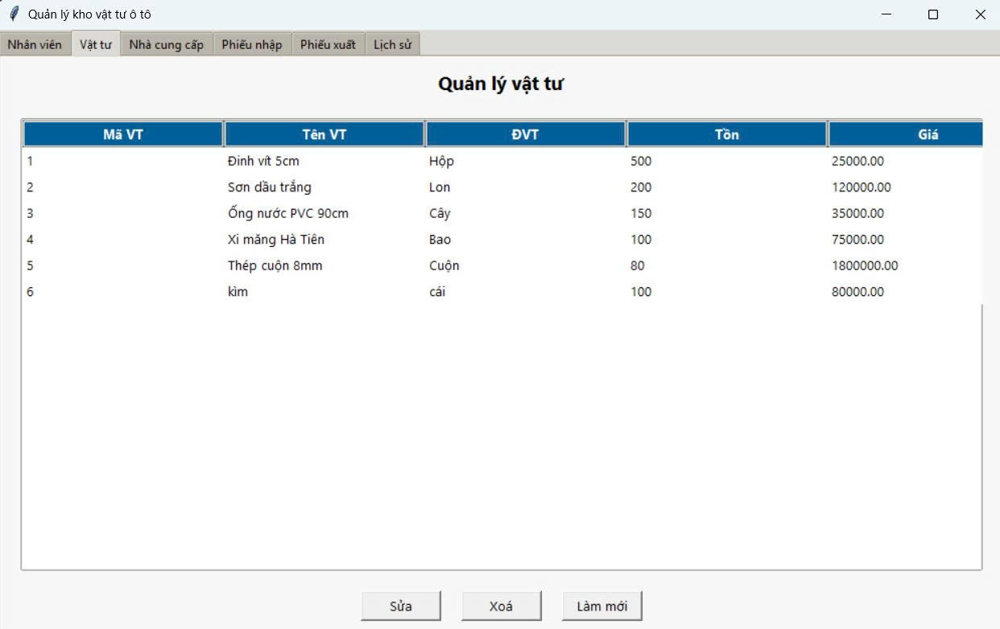 Quản lý kho vật tư ô tô
Nhân viên Vật tư Nhà cung cấp Phiếu nhập Phiếu xuất Lịch sử
Quản lý vật tư
Mã VT Tên VT ĐVT Tồn Giá
1 Đinh vít 5cm Hộp 500 25000.00
2 Sơn dầu trắng Lon 200 120000.00
3 Ống nước PVC 90cm Cây 150 35000.00
4 Xi măng Hà Tiên Bao 100 75000.00
5 Thép cuộn 8mm Cuộn 80 1800000.00
6 kìm cái 100 80000.00
Sửa Xoá Làm mới